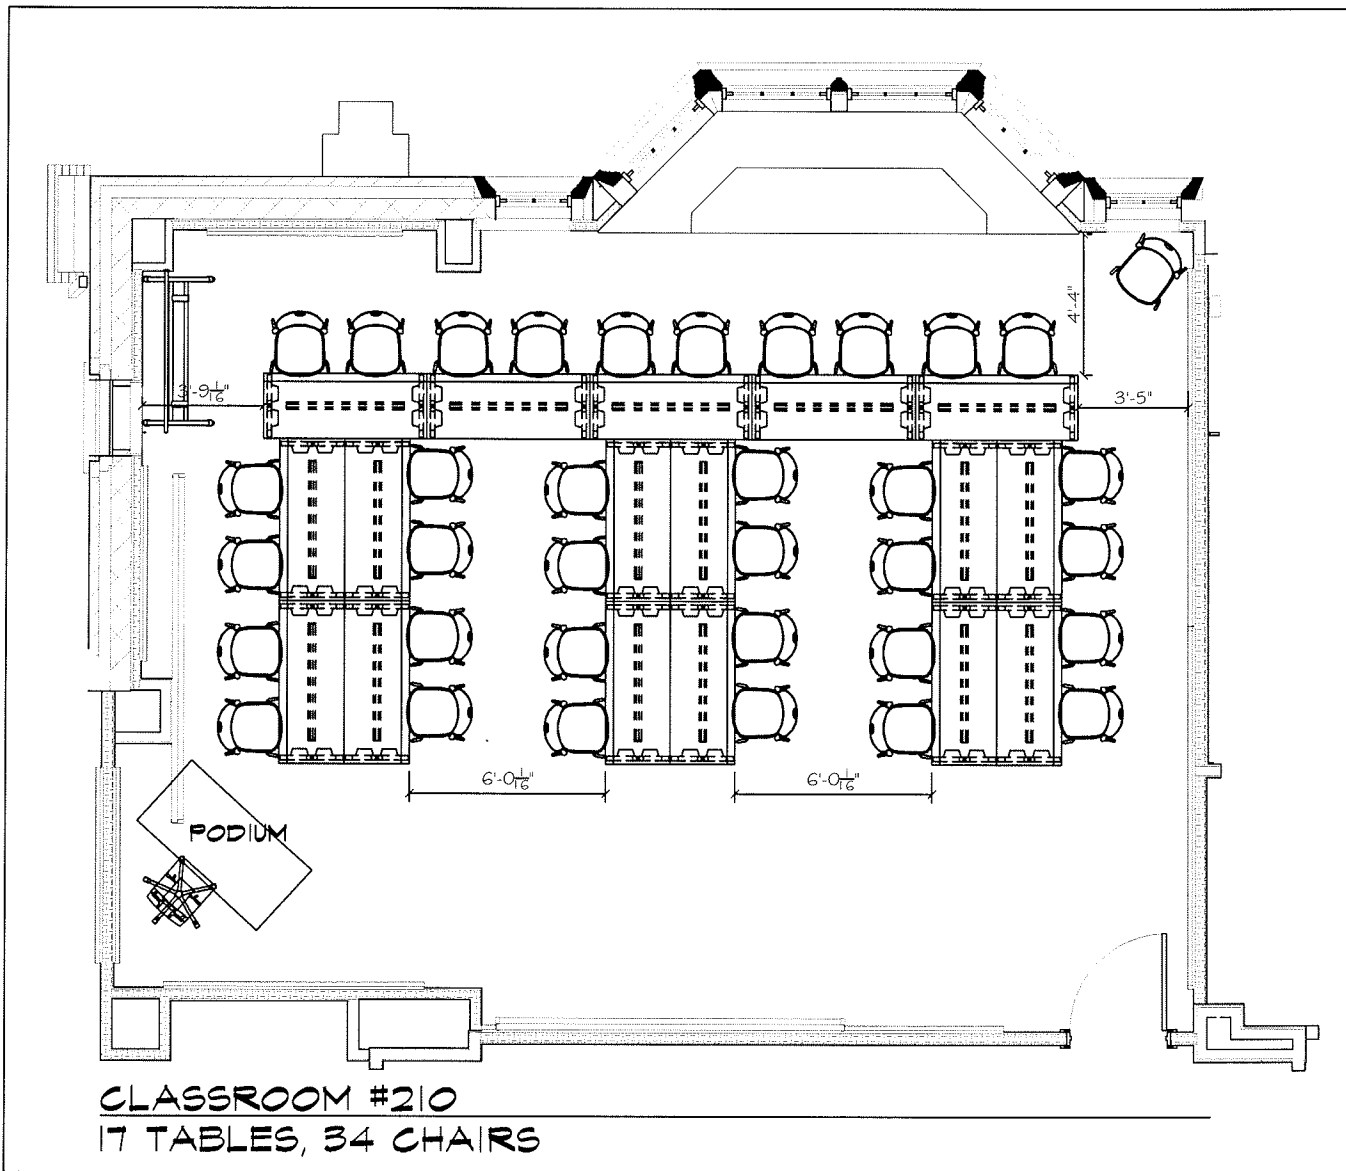 4'-4"
3'-9 1/16"
3'-5"
6'-0 1/16"
6'-0 1/16"
PODIUM
CLASSROOM #210
17 TABLES, 34 CHAIRS